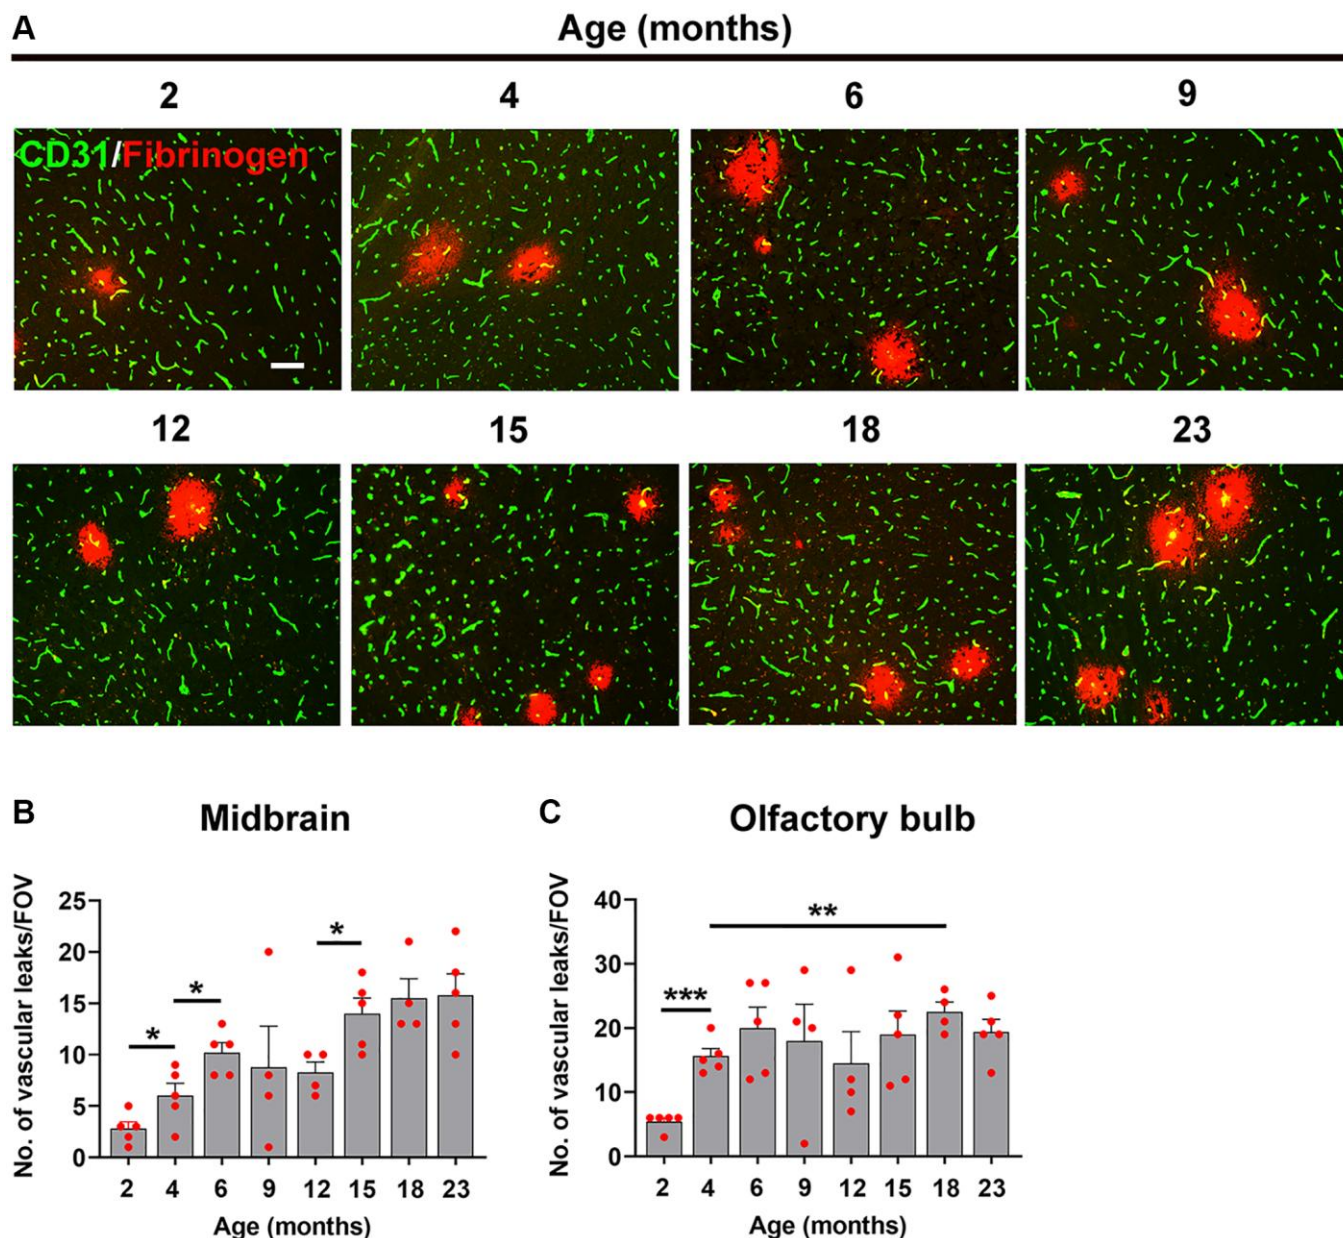 A
Age (months)
2 4 6 9
CD31/Fibrinogen
12 15 18 23
B Midbrain
No. of vascular leaks/FOV
25
20
15
10
5
0
*
*
*
2 4 6 9 12 15 18 23
Age (months)
C Olfactory bulb
No. of vascular leaks/FOV
40
30
20
10
0
**
***
2 4 6 9 12 15 18 23
Age (months)